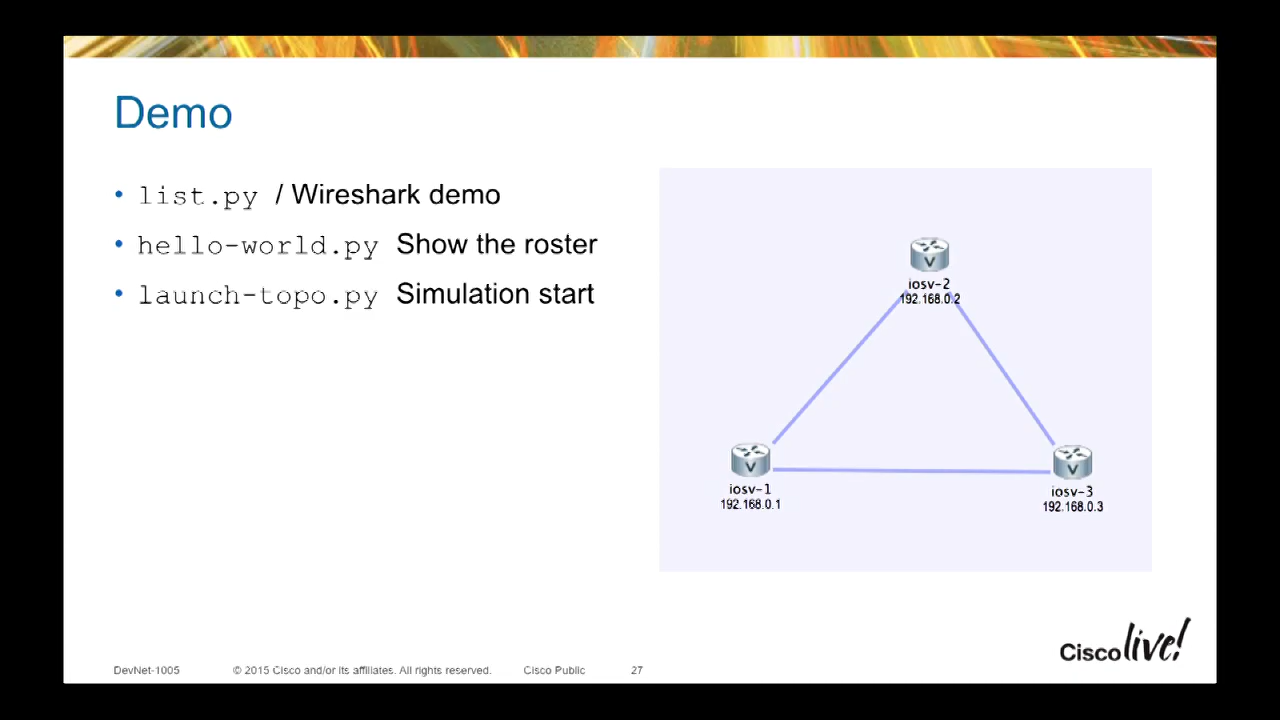 Demo
• list.py / Wireshark demo
• hello-world.py Show the roster
• launch-topo.py Simulation start
V
iosv-2
192.168.0.2
V
iosv-1
192.168.0.1
V
iosv-3
192.168.0.3
Cisco live!
DevNet-1005 © 2015 Cisco and/or its affiliates. All rights reserved. Cisco Public 27